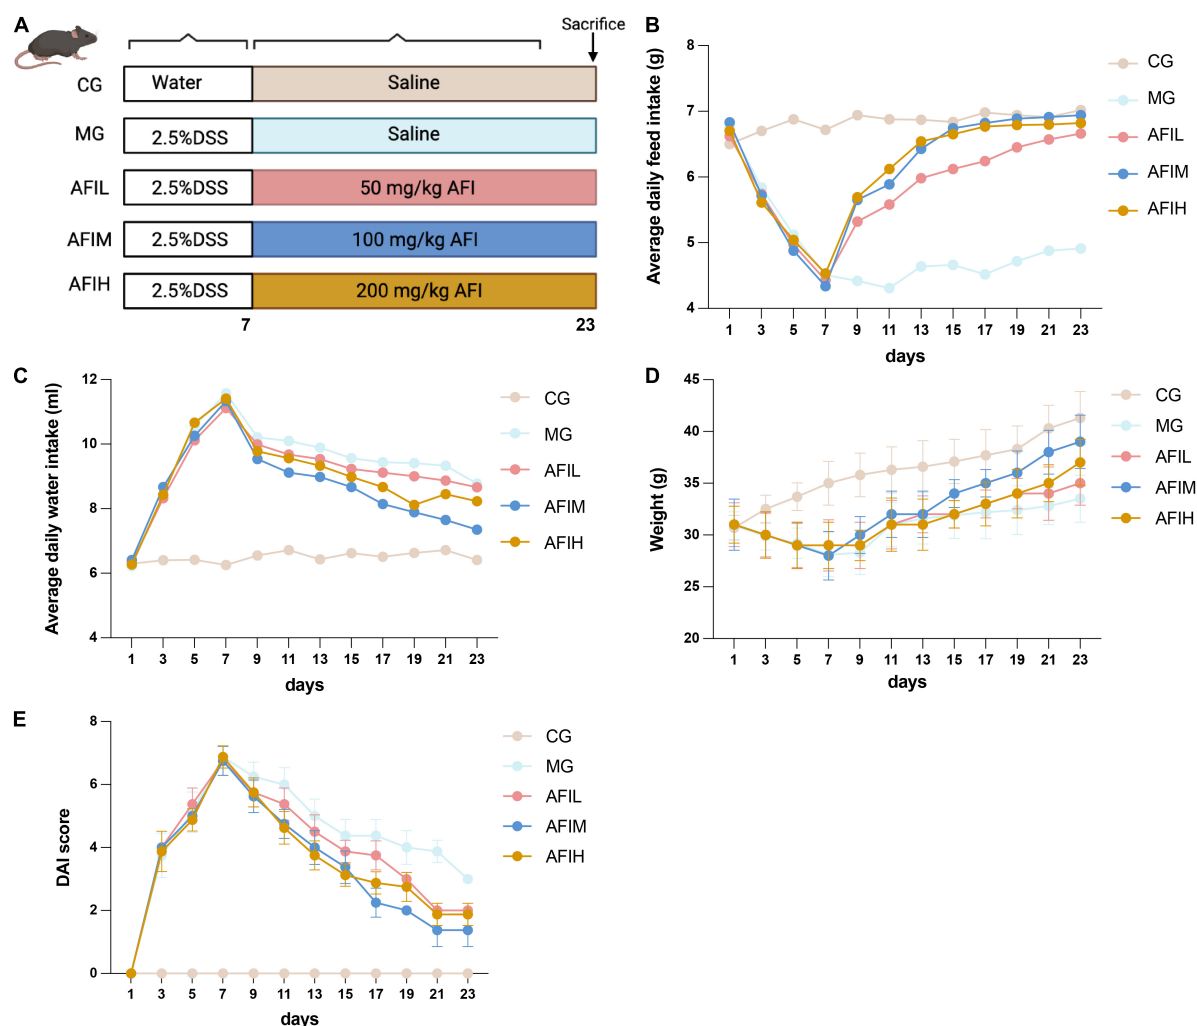 A
Sacrifice
CG
Water
Saline
MG
2.5%DSS
Saline
AFIL
2.5%DSS
50 mg/kg AFI
AFIM
2.5%DSS
100 mg/kg AFI
AFIH
2.5%DSS
200 mg/kg AFI
7
23
B
Average daily feed intake (g)
8
7
6
5
4
1 3 5 7 9 11 13 15 17 19 21 23
days
CG
MG
AFIL
AFIM
AFIH
C
Average daily water intake (ml)
12
10
8
6
4
1 3 5 7 9 11 13 15 17 19 21 23
days
CG
MG
AFIL
AFIM
AFIH
D
Weight (g)
45
40
35
30
25
20
1 3 5 7 9 11 13 15 17 19 21 23
days
CG
MG
AFIL
AFIM
AFIH
E
DAI score
8
6
4
2
0
1 3 5 7 9 11 13 15 17 19 21 23
days
CG
MG
AFIL
AFIM
AFIH